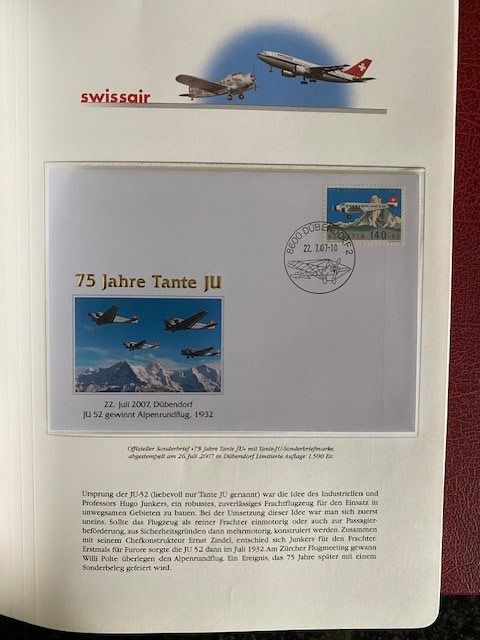 swissair
HELVETIA 140
8600 DÜBENDORF 2
22.7.07-10
75 Jahre Tante JU
22. Juli 2007, Dübendorf
JU 52 gewinnt Alpenrundflug, 1932
Offizieller Sonderbrief «75 Jahre Tante JU» mit Tante-JU-Sonderbriefmarke,
abgestempelt am 26. Juli 2007 in Dübendorf Limitierte Auflage: 1.500 Ex.
Ursprung der JU-52 (liebevoll nur Tante JU genannt) war die Idee des Industriellen und
Professors Hugo Junkers, ein robustes, zuverlässiges Frachtflugzeug für den Einsatz in
unwegsamen Gebieten zu bauen. Bei der Umsetzung dieser Idee war man sich zuerst
uneins. Sollte das Flugzeug als reiner Frachter einmotorig oder auch zur Passagier-
beförderung, aus Sicherheitsgründen dann mehrmotorig, konstruiert werden. Zusammen
mit seinem Chefkonstrukteur Ernst Zindel, entschied sich Junkers für den Frachter.
Erstmals für Furore sorgte die JU 52 dann im Juli 1932. Am Zürcher Flugmeeting gewann
Willi Polte überlegen den Alpenrundflug. Ein Ereignis, das 75 Jahre später mit einem
Sonderbeleg gefeiert wird.